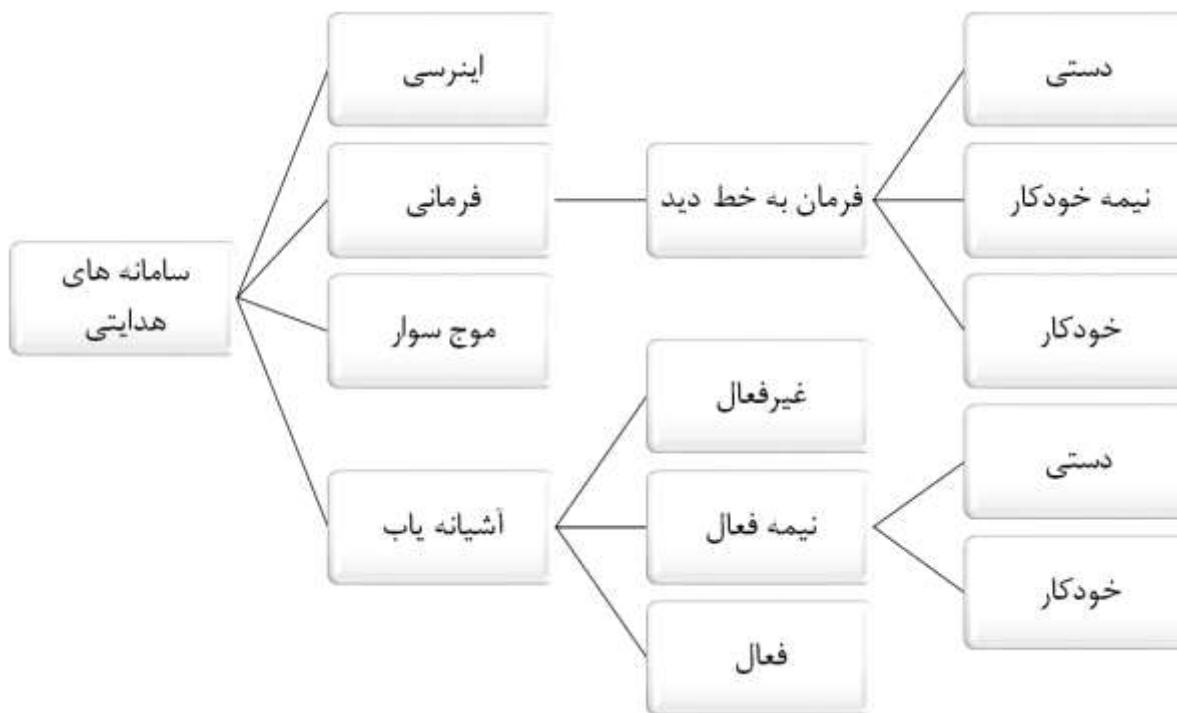 سامانه های
هدایتی
اینرسی
فرمانی
موج سوار
آشیانه یاب
فرمان به خط دید
غیرفعال
نیمه فعال
فعال
دستی
نیمه خودکار
خودکار
دستی
خودکار